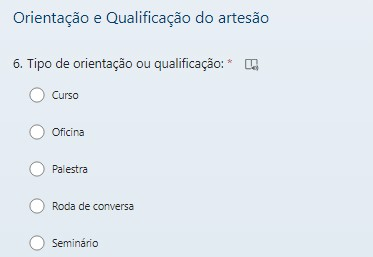 Orientação e Qualificação do artesão
6. Tipo de orientação ou qualificação: *
Curso
Oficina
Palestra
Roda de conversa
Seminário